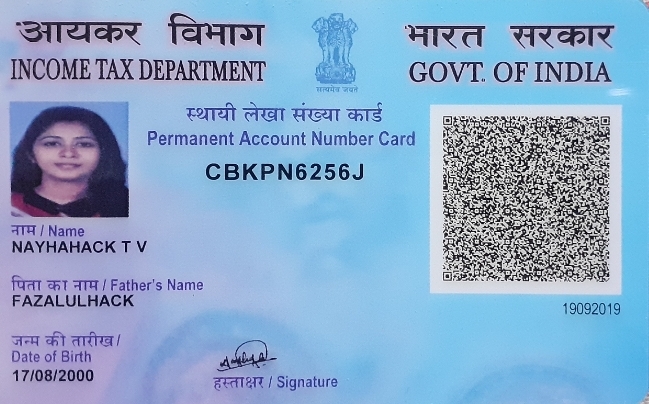 आयकर विभाग
INCOME TAX DEPARTMENT
सत्यमेव जयते
भारत सरकार
GOVT. OF INDIA
स्थायी लेखा संख्या कार्ड
Permanent Account Number Card
CBKPN6256J
नाम / Name
NAYHAHACK T V
पिता का नाम / Father's Name
FAZALULHACK
19092019
जन्म की तारीख /
Date of Birth
17/08/2000
हस्ताक्षर / Signature